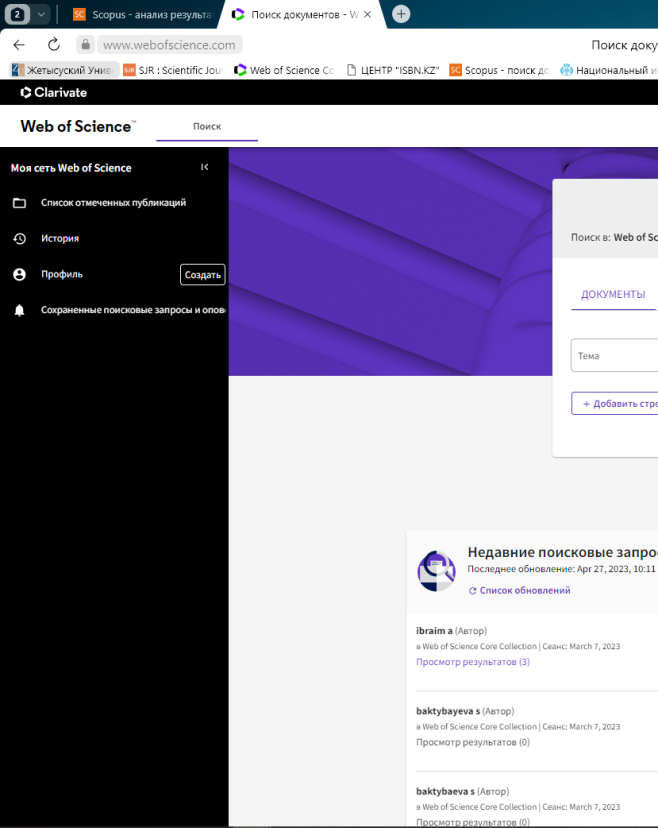 2
Scopus - анализ результа
Поиск документов - W
www.webofscience.com
Поиск доку
Жетысуский Унив
SJR : Scientific Jou
Web of Science Co
ЦЕНТР "ISBN.KZ"
Scopus - поиск до
Национальный и
Clarivate
Web of Science™
Поиск
Моя сеть Web of Science
Список отмеченных публикаций
История
Поиск в: Web of Sc
Профиль
Создать
ДОКУМЕНТЫ
Сохраненные поисковые запросы и опов
Тема
+ Добавить стро
Недавние поисковые запро
Последнее обновление: Apr 27, 2023, 10:11
Список обновлений
ibraim a (Автор)
в Web of Science Core Collection | Сеанс: March 7, 2023
Просмотр результатов (3)
baktybayeva s (Автор)
в Web of Science Core Collection | Сеанс: March 7, 2023
Просмотр результатов (0)
baktybaeva s (Автор)
в Web of Science Core Collection | Сеанс: March 7, 2023
Просмотр результатов (0)